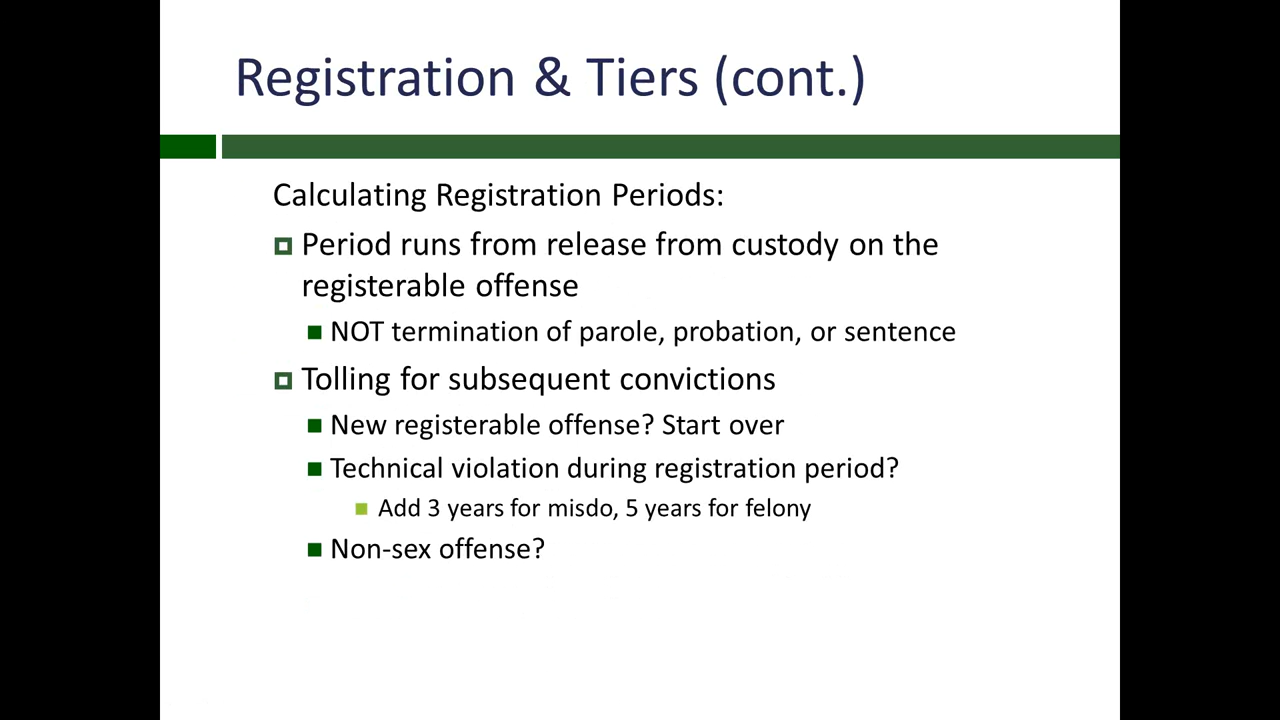 Registration & Tiers (cont.)
Calculating Registration Periods:
Period runs from release from custody on the
registerable offense
NOT termination of parole, probation, or sentence
Tolling for subsequent convictions
New registerable offense? Start over
Technical violation during registration period?
Add 3 years for misdo, 5 years for felony
Non-sex offense?